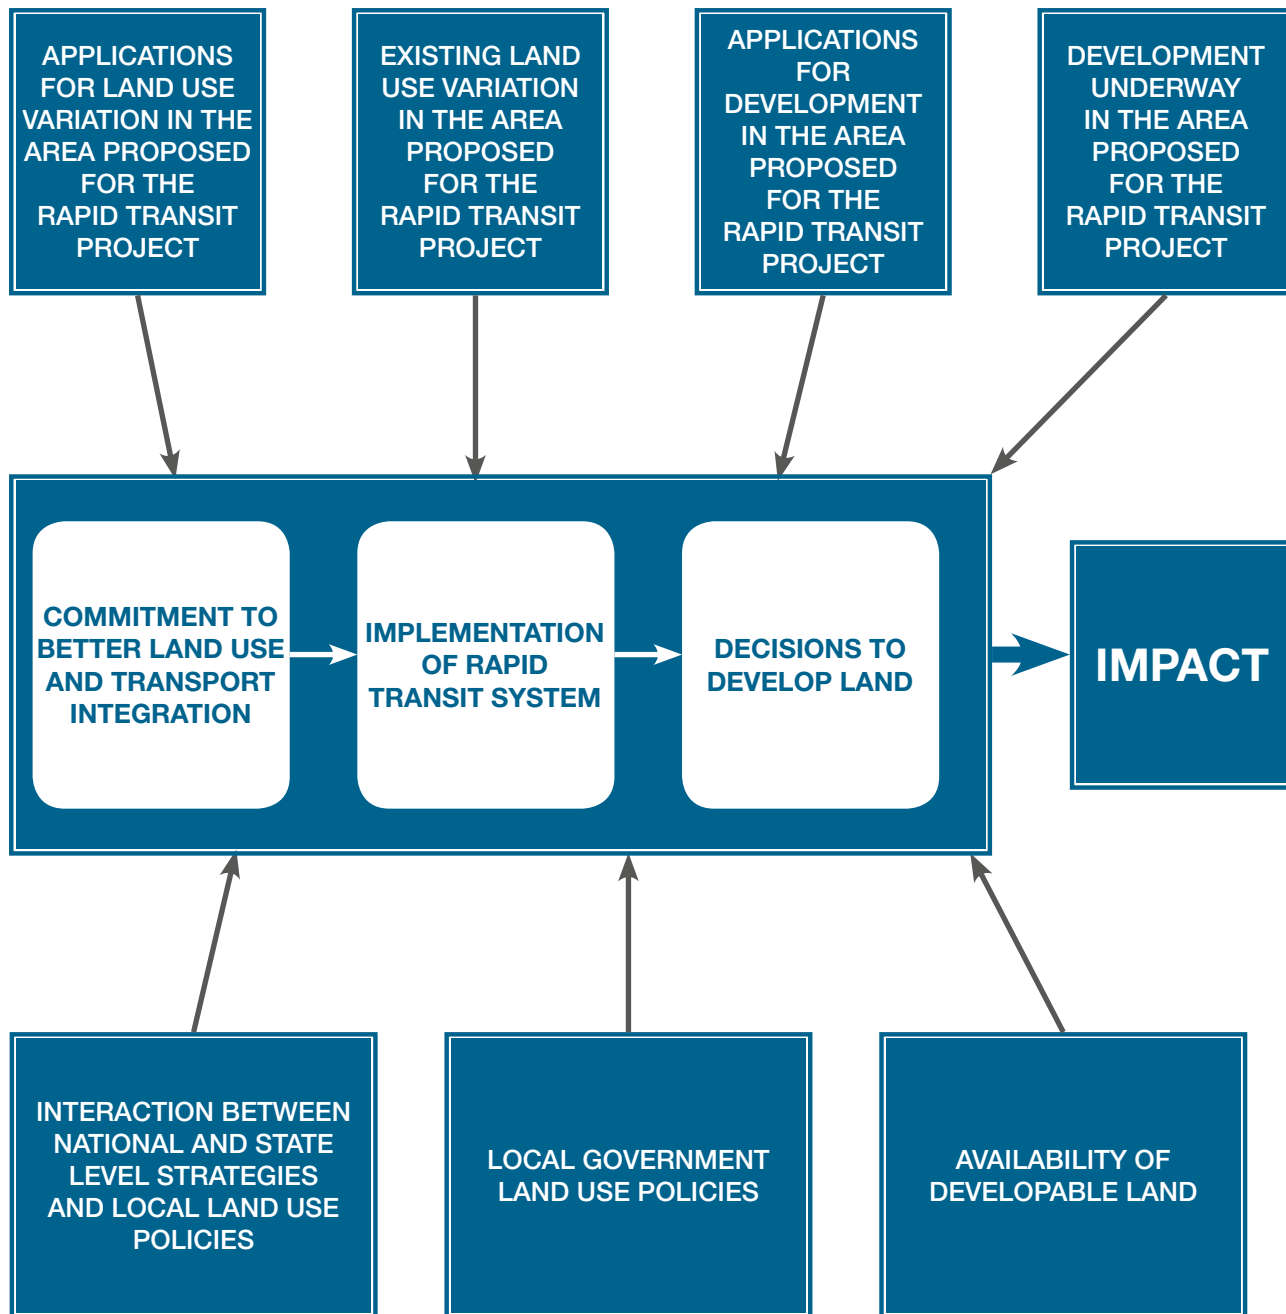 APPLICATIONS
FOR LAND USE
VARIATION IN THE
AREA PROPOSED
FOR THE
RAPID TRANSIT
PROJECT
EXISTING LAND
USE VARIATION
IN THE AREA
PROPOSED
FOR THE
RAPID TRANSIT
PROJECT
APPLICATIONS
FOR
DEVELOPMENT
IN THE AREA
PROPOSED
FOR THE
RAPID TRANSIT
PROJECT
DEVELOPMENT
UNDERWAY
IN THE AREA
PROPOSED
FOR THE
RAPID TRANSIT
PROJECT
COMMITMENT TO
BETTER LAND USE
AND TRANSPORT
INTEGRATION
IMPLEMENTATION
OF RAPID
TRANSIT SYSTEM
DECISIONS TO
DEVELOP LAND
IMPACT
INTERACTION BETWEEN
NATIONAL AND STATE
LEVEL STRATEGIES
AND LOCAL LAND USE
POLICIES
LOCAL GOVERNMENT
LAND USE POLICIES
AVAILABILITY OF
DEVELOPABLE LAND